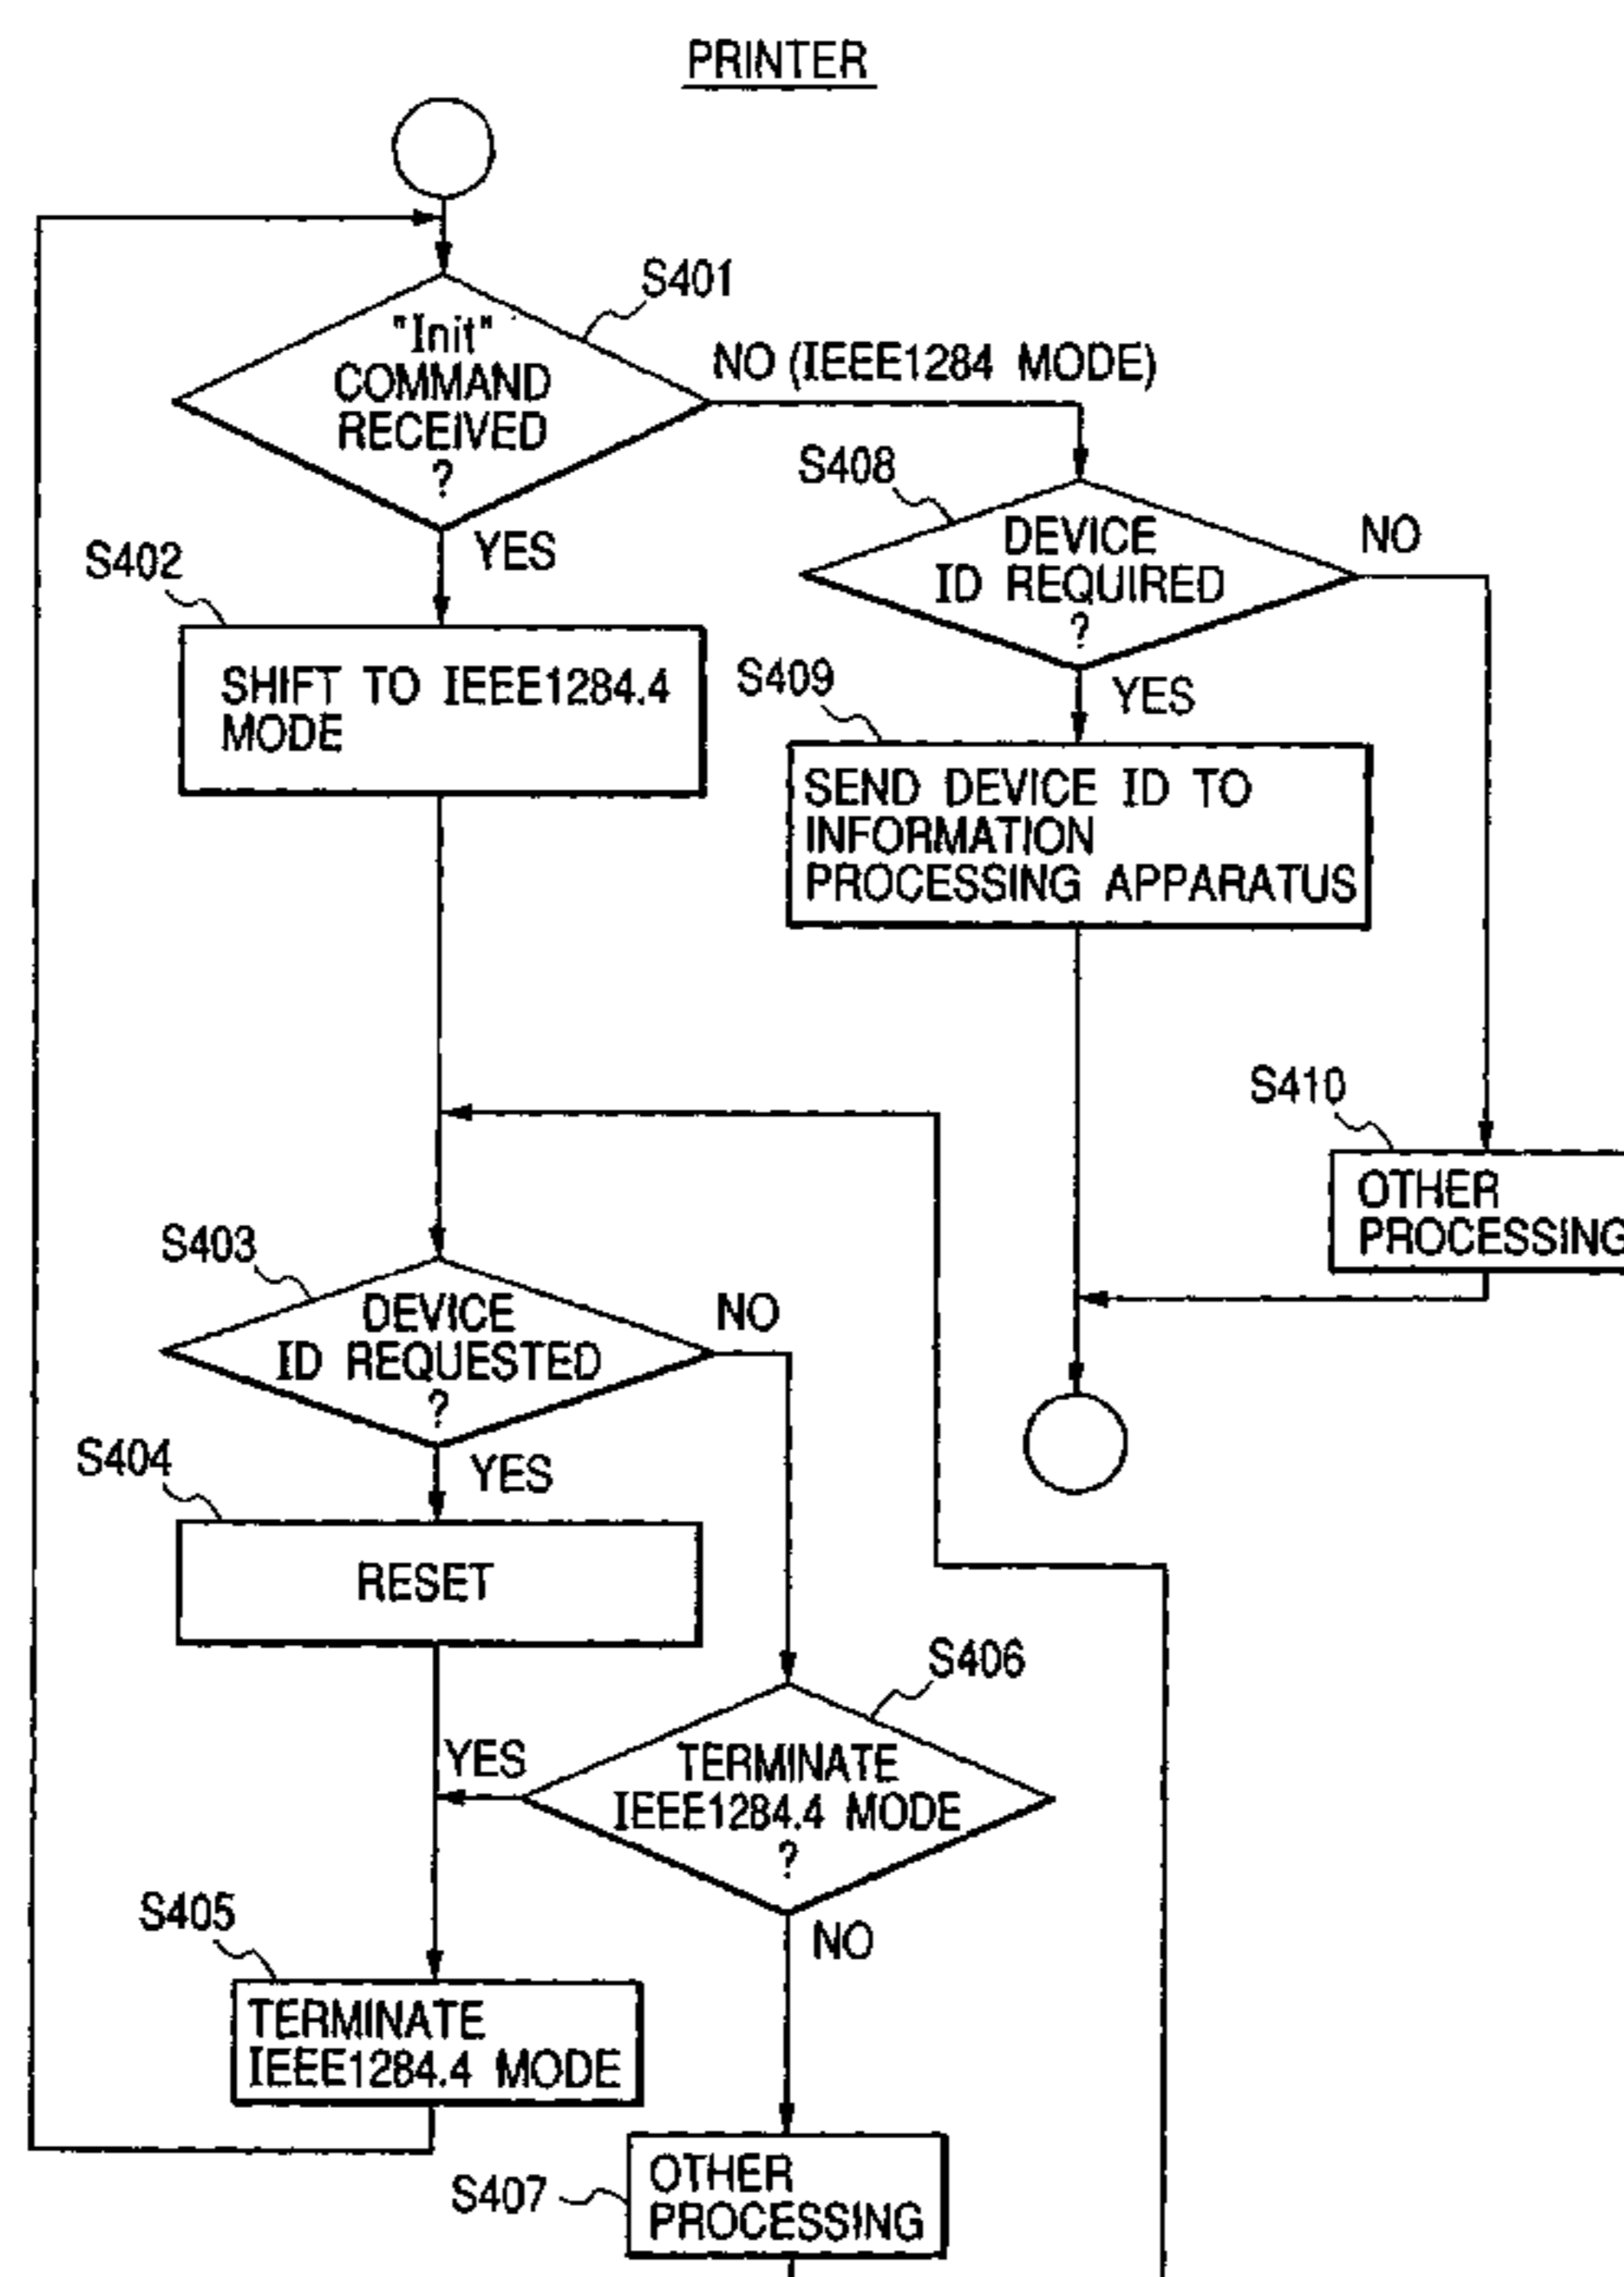 PRINTER
S401
"Init"
COMMAND
RECEIVED
?
NO (IEEE1284 MODE)
YES
S402
SHIFT TO IEEE1284.4
MODE
S408
DEVICE
ID REQUIRED
?
NO
YES
S409
SEND DEVICE ID TO
INFORMATION
PROCESSING APPARATUS
S410
OTHER
PROCESSING
S403
DEVICE
ID REQUESTED
?
NO
YES
S404
RESET
S406
TERMINATE
IEEE1284.4 MODE
?
YES
NO
S405
TERMINATE
IEEE1284.4 MODE
S407
OTHER
PROCESSING